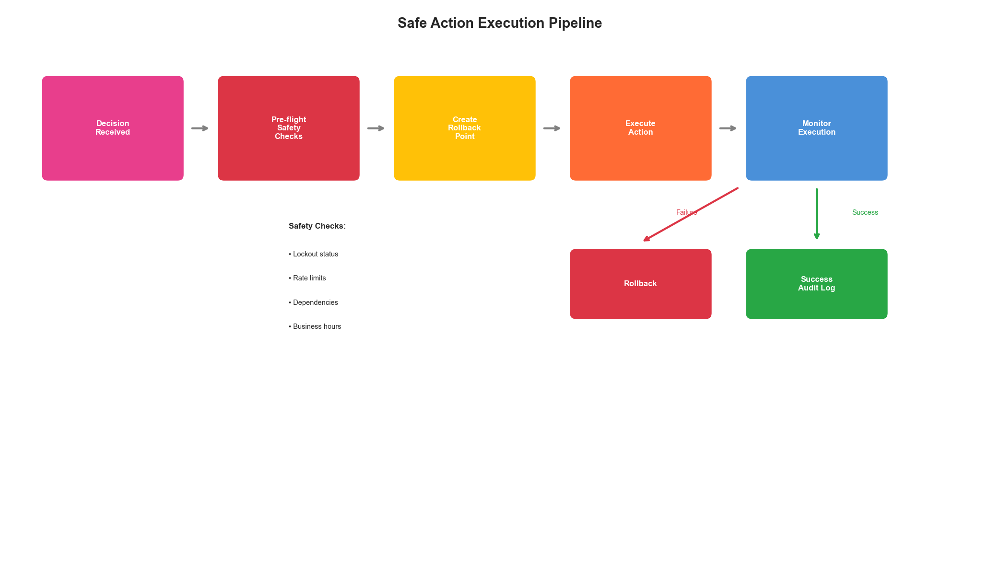 Safe Action Execution Pipeline
Decision
Received
Pre-flight
Safety
Checks
Create
Rollback
Point
Execute
Action
Monitor
Execution
Failure
Success
Safety Checks:
• Lockout status
• Rate limits
• Dependencies
• Business hours
Rollback
Success
Audit Log